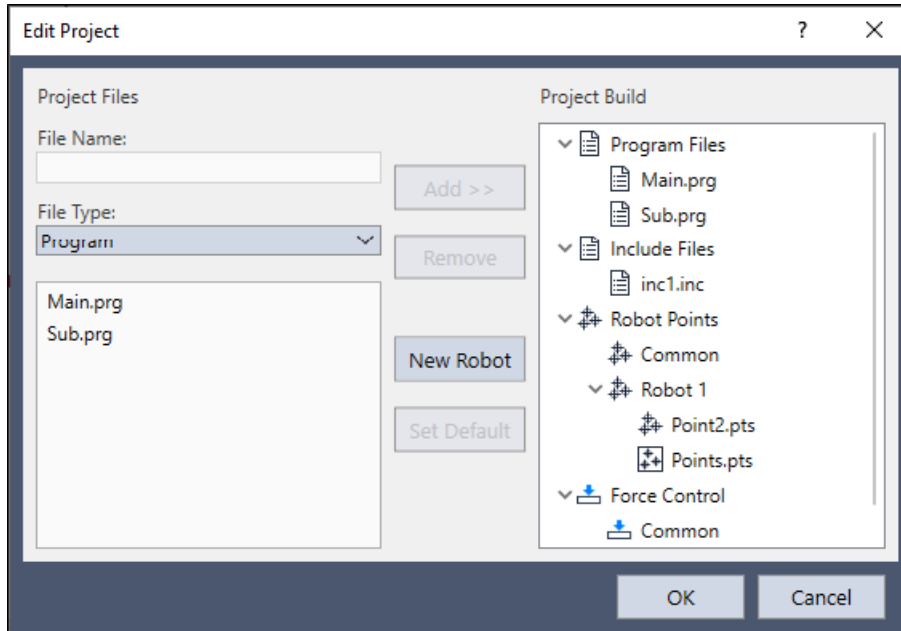 Edit Project
?
Project Files
File Name:
File Type:
Program
Main.prg
Sub.prg
Add >>
Remove
New Robot
Set Default
Project Build
Program Files
Main.prg
Sub.prg
Include Files
inc1.inc
Robot Points
Common
Robot 1
Point2.pts
Points.pts
Force Control
Common
OK
Cancel